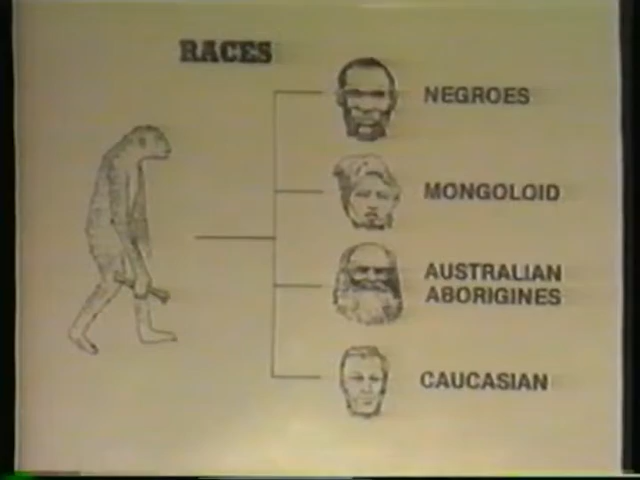 RACES
NEGROES
MONGOLOID
AUSTRALIAN
ABORIGINES
CAUCASIAN